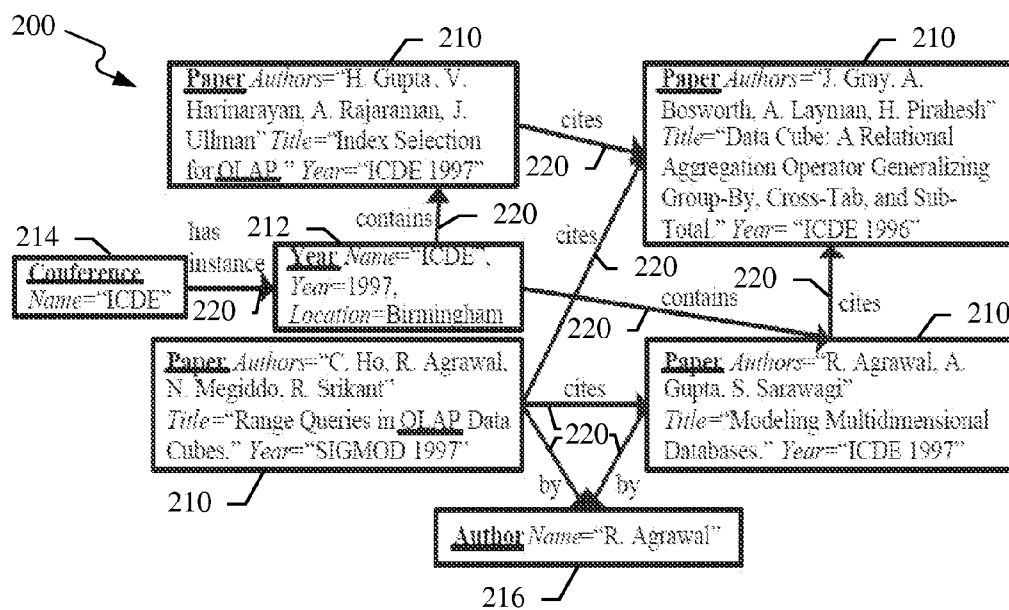 200
210
210
Paper Authors="H. Gupta, V.
Harinarayan, A. Rajaraman, J.
Ullman" Title="Index Selection
for OLAP." Year="ICDE 1997"
cites
220
Paper Authors="J. Gray, A.
Bosworth, A. Layman, H. Pirahesh"
Title="Data Cube: A Relational
Aggregation Operator Generalizing
Group-By, Cross-Tab, and Sub-
Total." Year= "ICDE 1996"
contains
220
cites
220
214
has
instance
220
212
Conference
Name="ICDE"
Year Name="ICDE",
Year=1997,
Location=Birmingham
contains
220
220
220
cites
210
Paper Authors="C. Ho, R. Agrawal,
N. Megiddo, R. Srikant"
Title="Range Queries in OLAP Data
Cubes." Year="SIGMOD 1997"
210
cites
220
by
by
Paper Authors="R. Agrawal, A.
Gupta, S. Sarawagi"
Title="Modeling Multidimensional
Databases." Year="ICDE 1997"
Author Name="R. Agrawal"
216